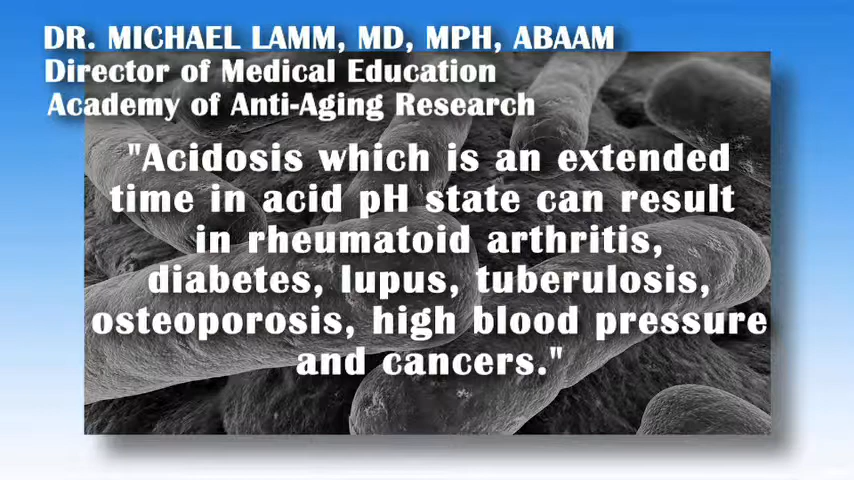 DR. MICHAEL LAMM, MD, MPH, ABAAM
Director of Medical Education
Academy of Anti-Aging Research
"Acidosis which is an extended
time in acid pH state can result
in rheumatoid arthritis,
diabetes, lupus, tuberulosis,
osteoporosis, high blood pressure
and cancers."